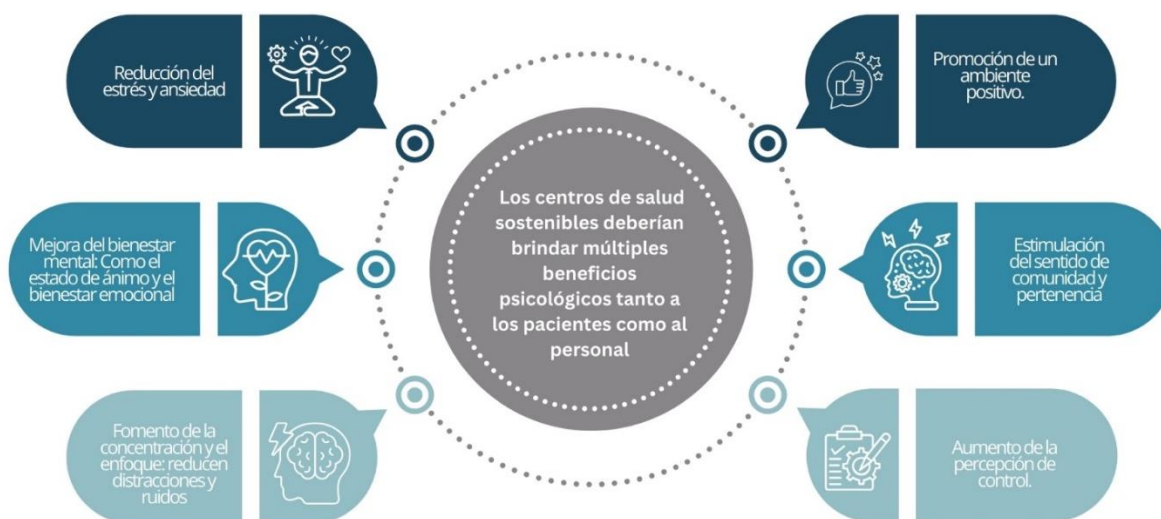 Reducción del
estrés y ansiedad
Promoción de un
ambiente
positivo.
Los centros de salud
sostenibles deberían
brindar múltiples
beneficios
psicológicos tanto a
los pacientes como al
personal
Mejora del bienestar
mental: Como el
estado de ánimo y el
bienestar emocional
Estimulación
del sentido de
comunidad y
pertenencia
Fomento de la
concentración y el
enfoque: reducen
distracciones y
ruidos
Aumento de la
percepción de
control.